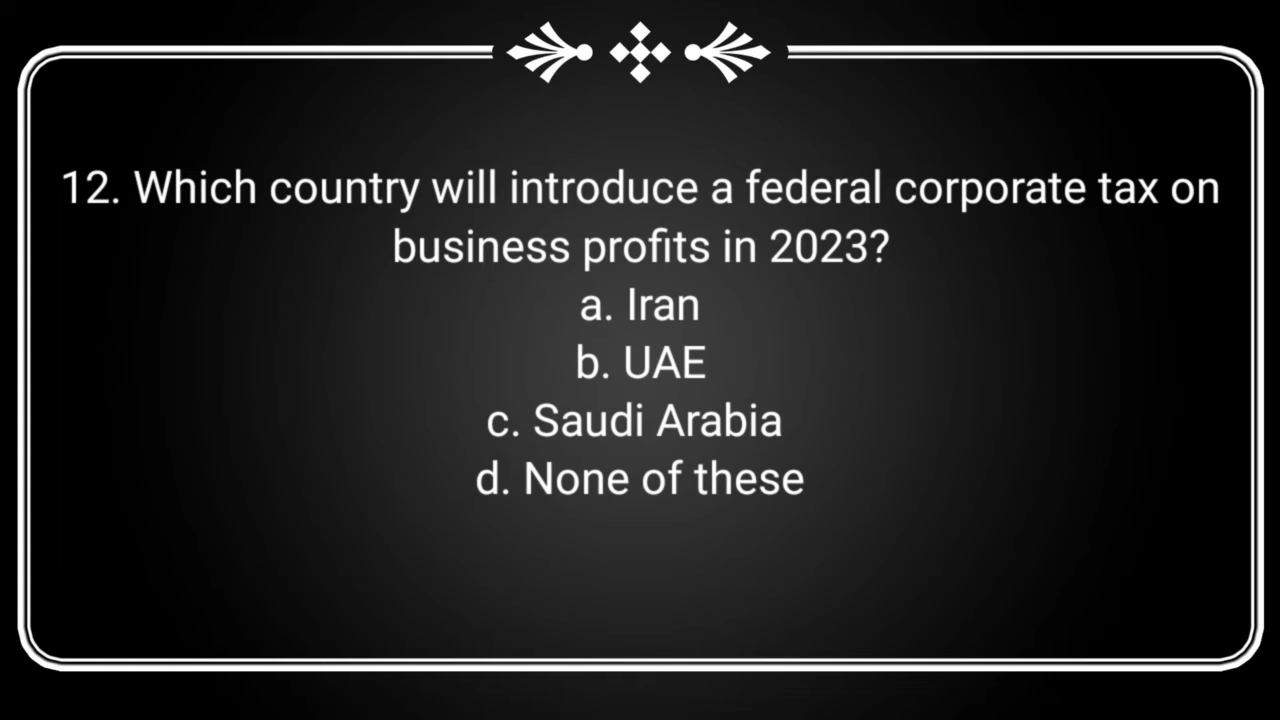 12. Which country will introduce a federal corporate tax on
business profits in 2023?
a. Iran
b. UAE
c. Saudi Arabia
d. None of these